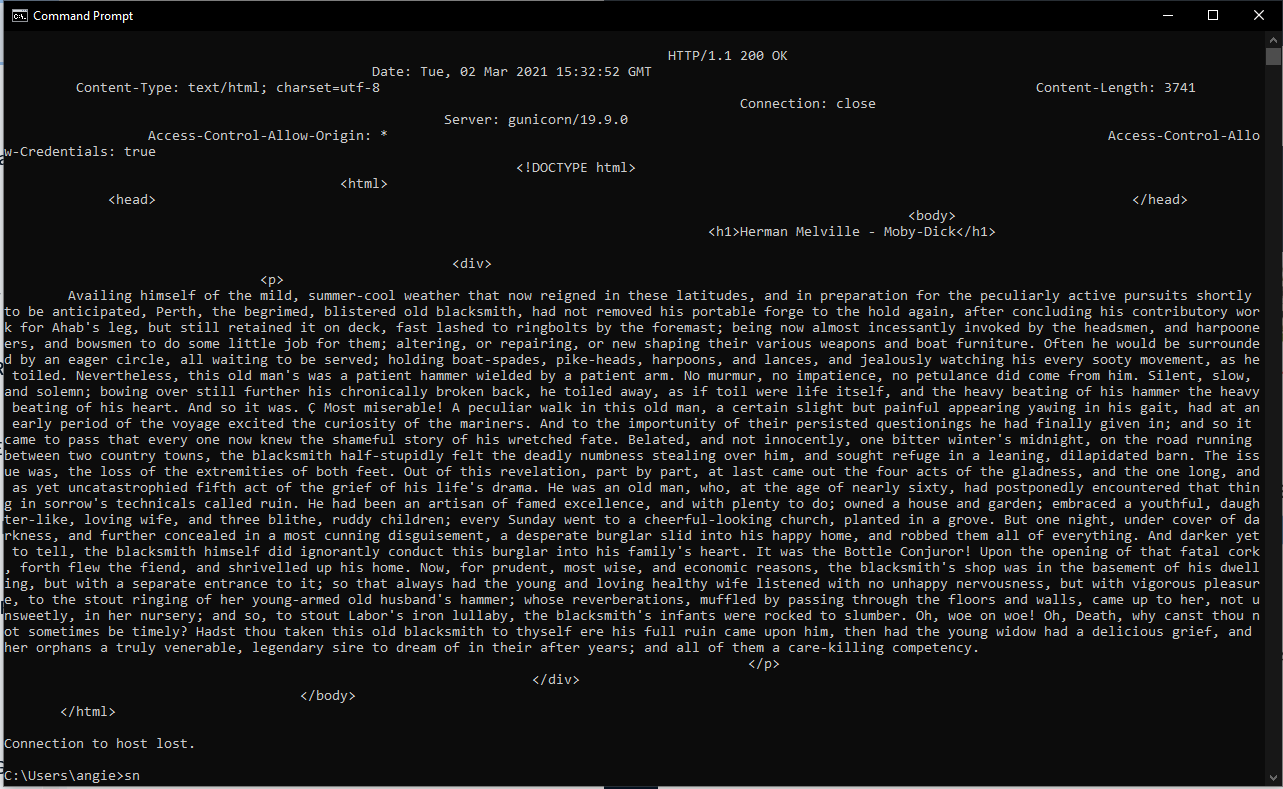 Command Prompt
HTTP/1.1 200 OK
Date: Tue, 02 Mar 2021 15:32:52 GMT
Content-Type: text/html; charset=utf-8 Content-Length: 3741
Connection: close
Server: gunicorn/19.9.0
Access-Control-Allow-Origin: * Access-Control-Allo
w-Credentials: true
<!DOCTYPE html>
<html>
<head> </head>
<body>
<h1>Herman Melville - Moby-Dick</h1>
<div>
<p>
Availing himself of the mild, summer-cool weather that now reigned in these latitudes, and in preparation for the peculiarly active pursuits shortly
to be anticipated, Perth, the begrimed, blistered old blacksmith, had not removed his portable forge to the hold again, after concluding his contributory wor
k for Ahab's leg, but still retained it on deck, fast lashed to ringbolts by the foremast; being now almost incessantly invoked by the headsmen, and harpoone
ers, and bowsmen to do some little job for them; altering, or repairing, or new shaping their various weapons and boat furniture. Often he would be surrounde
d by an eager circle, all waiting to be served; holding boat-spades, pike-heads, harpoons, and lances, and jealously watching his every sooty movement, as he
toiled. Nevertheless, this old man's was a patient hammer wielded by a patient arm. No murmur, no impatience, no petulance did come from him. Silent, slow,
and solemn; bowing over still further his chronically broken back, he toiled away, as if toil were life itself, and the heavy beating of his hammer the heavy
beating of his heart. And so it was. Ç Most miserable! A peculiar walk in this old man, a certain slight but painful appearing yawing in his gait, had at an
early period of the voyage excited the curiosity of the mariners. And to the importunity of their persisted questionings he had finally given in; and so it
came to pass that every one now knew the shameful story of his wretched fate. Belated, and not innocently, one bitter winter's midnight, on the road running
between two country towns, the blacksmith half-stupidly felt the deadly numbness stealing over him, and sought refuge in a leaning, dilapidated barn. The iss
ue was, the loss of the extremities of both feet. Out of this revelation, part by part, at last came out the four acts of the gladness, and the one long, and
as yet uncatastrophied fifth act of the grief of his life's drama. He was an old man, who, at the age of nearly sixty, had postponedly encountered that thin
g in sorrow's technicals called ruin. He had been an artisan of famed excellence, and with plenty to do; owned a house and garden; embraced a youthful, daugh
ter-like, loving wife, and three blithe, ruddy children; every Sunday went to a cheerful-looking church, planted in a grove. But one night, under cover of da
rkness, and further concealed in a most cunning disguisement, a desperate burglar slid into his happy home, and robbed them all of everything. And darker yet
to tell, the blacksmith himself did ignorantly conduct this burglar into his family's heart. It was the Bottle Conjuror! Upon the opening of that fatal cork
, forth flew the fiend, and shrivelled up his home. Now, for prudent, most wise, and economic reasons, the blacksmith's shop was in the basement of his dwell
ing, but with a separate entrance to it; so that always had the young and loving healthy wife listened with no unhappy nervousness, but with vigorous pleasur
e, to the stout ringing of her young-armed old husband's hammer; whose reverberations, muffled by passing through the floors and walls, came up to her, not u
nsweetly, in her nursery; and so, to stout Labor's iron lullaby, the blacksmith's infants were rocked to slumber. Oh, woe on woe! Oh, Death, why canst thou n
ot sometimes be timely? Hadst thou taken this old blacksmith to thyself ere his full ruin came upon him, then had the young widow had a delicious grief, and
her orphans a truly venerable, legendary sire to dream of in their after years; and all of them a care-killing competency.
</p>
</div>
</body>
</html>
Connection to host lost.
C:\Users\angie>sn